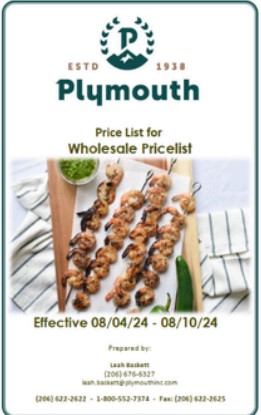 P
ESTD 1938
Plymouth
Price List for
Wholesale Pricelist
Effective 08/04/24 - 08/10/24
Prepared by:
Leah Baskett
(206) 676-6327
leah.baskett@plymouthinc.com
(206) 622-2622 - 1-800-552-7374 - Fax: (206) 622-2625